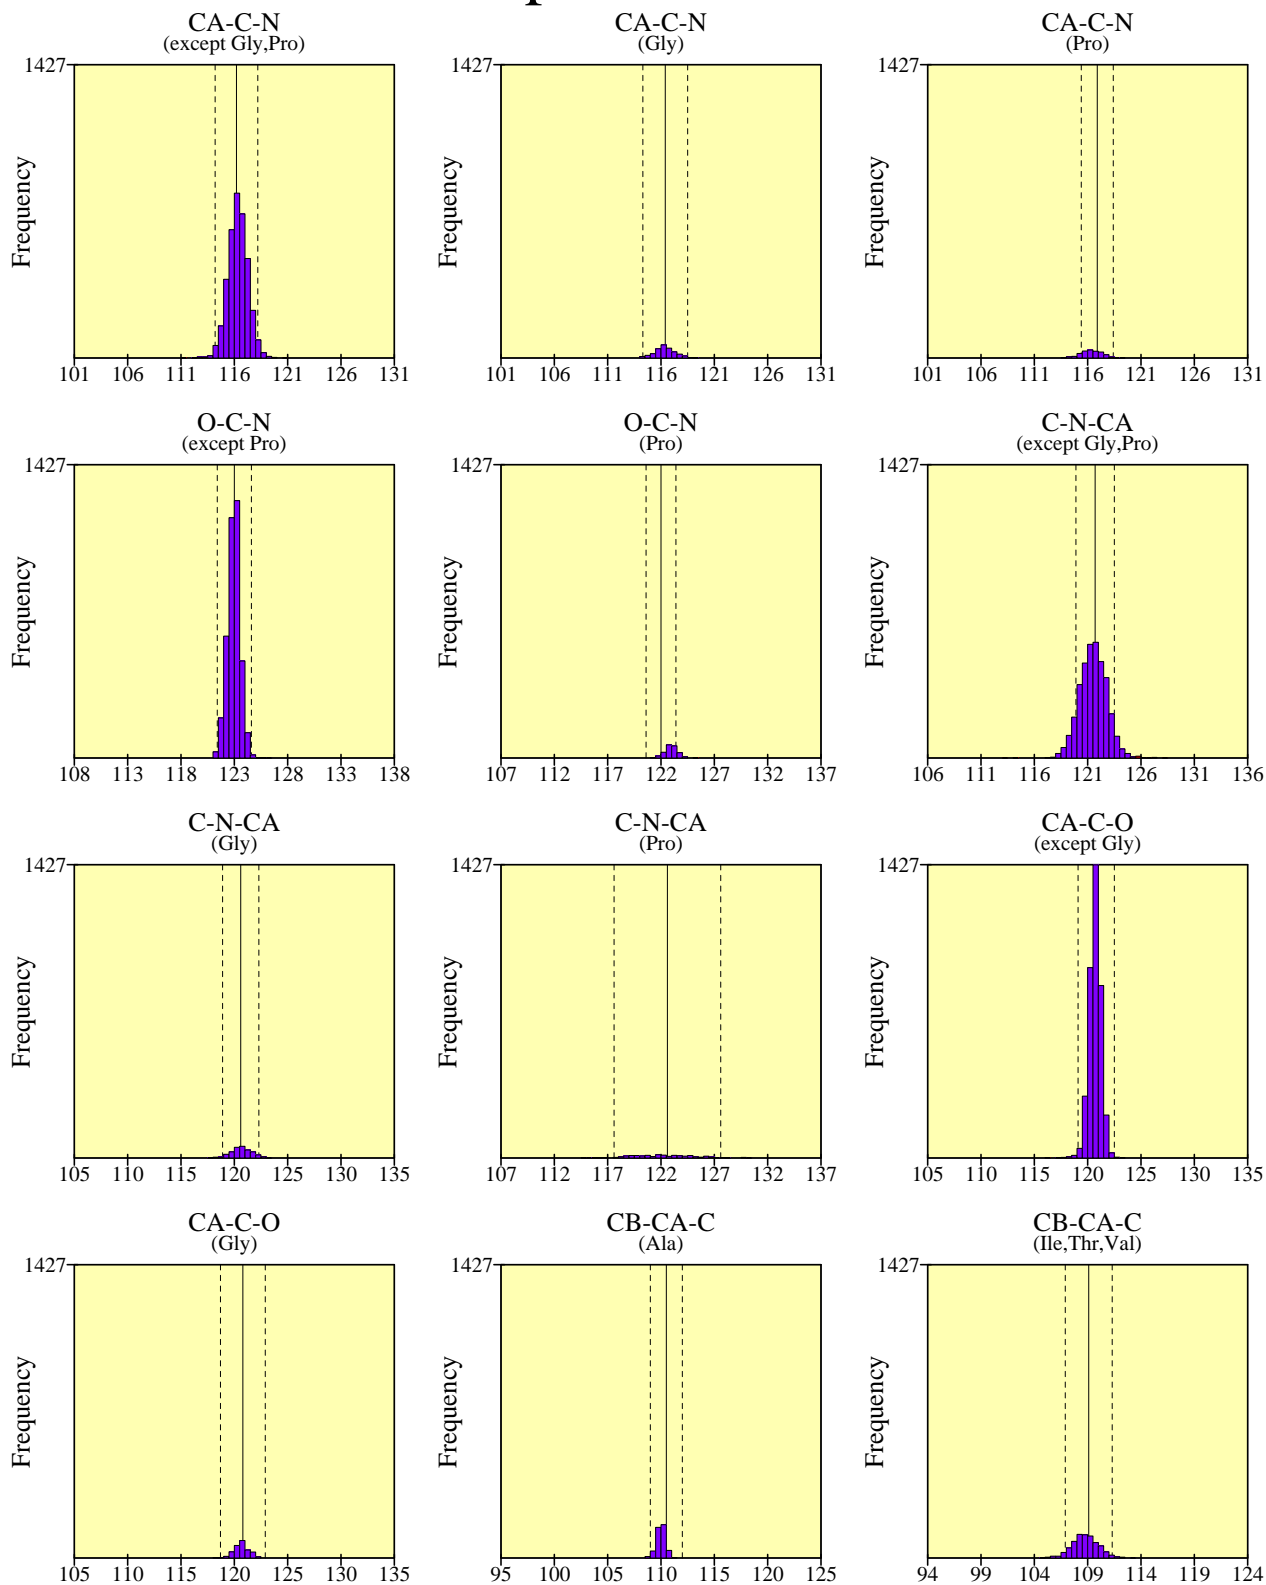 CA-C-N CA-C-N CA-C-N
(except Gly,Pro) (Gly) (Pro)
1427 1427 1427
Frequency Frequency Frequency
101 106 111 116 121 126 131 101 106 111 116 121 126 131 101 106 111 116 121 126 131
O-C-N O-C-N C-N-CA
(except Pro) (Pro) (except Gly,Pro)
1427 1427 1427
Frequency Frequency Frequency
108 113 118 123 128 133 138 107 112 117 122 127 132 137 106 111 116 121 126 131 136
C-N-CA C-N-CA CA-C-O
(Gly) (Pro) (except Gly)
1427 1427 1427
Frequency Frequency Frequency
105 110 115 120 125 130 135 107 112 117 122 127 132 137 105 110 115 120 125 130 135
CA-C-O CB-CA-C CB-CA-C
(Gly) (Ala) (Ile,Thr,Val)
1427 1427 1427
Frequency Frequency Frequency
105 110 115 120 125 130 135 95 100 105 110 115 120 125 94 99 104 109 114 119 124